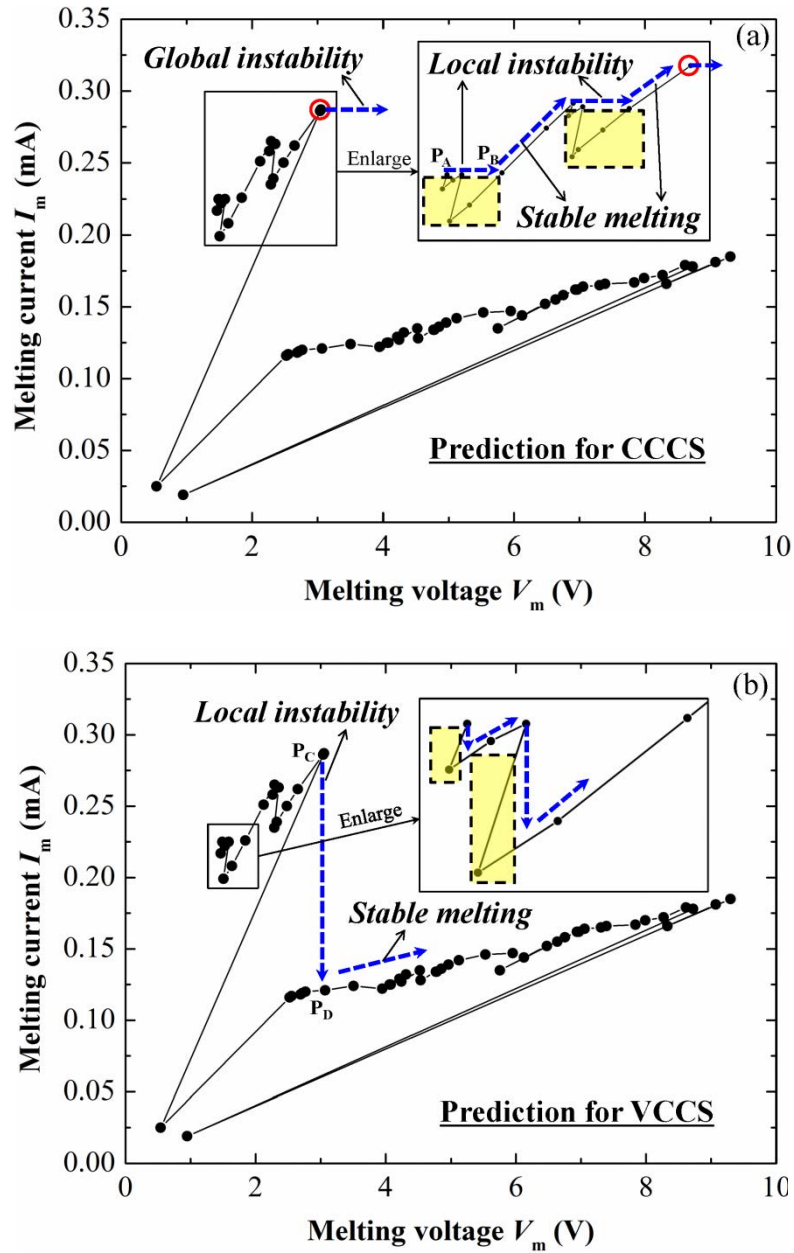 (a)
Global instability
Local instability
Enlarge
P_A
P_B
Stable melting
Prediction for CCCS
Melting current I_m (mA)
0.35
0.30
0.25
0.20
0.15
0.10
0.05
0.00
0 2 4 6 8 10
Melting voltage V_m (V)
(b)
Local instability
P_C
Enlarge
Stable melting
P_D
Prediction for VCCS
Melting current I_m (mA)
0.35
0.30
0.25
0.20
0.15
0.10
0.05
0.00
0 2 4 6 8 10
Melting voltage V_m (V)